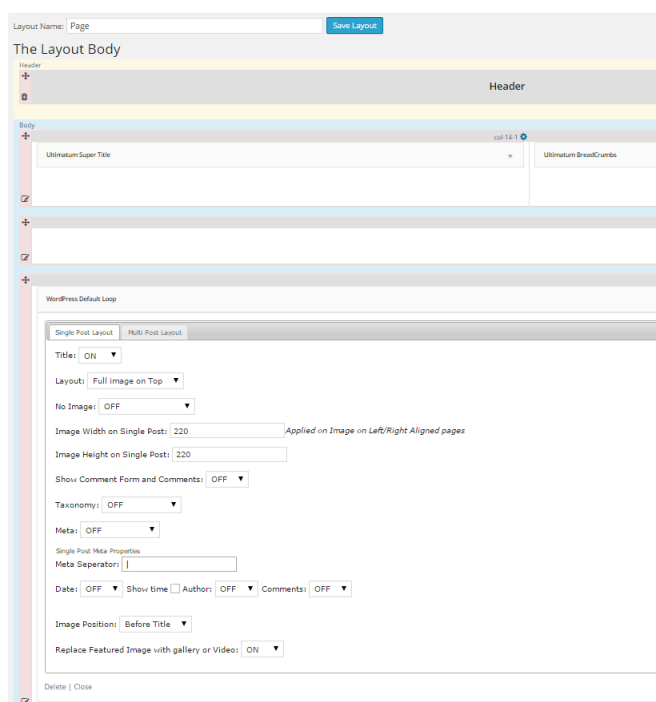 Layout Name: Page Save Layout
The Layout Body
Header
Header
Body
col-14-1
Ultimatum Super Title Ultimatum BreadCrumbs
WordPress Default Loop
Single Post Layout Multi-Post Layout
Title: ON
Layout: Full image on Top
No Image: OFF
Image Width on Single Post: 220 Applied on Image on Left/Right Aligned pages
Image Height on Single Post: 220
Show Comment Form and Comments: OFF
Taxonomy: OFF
Meta: OFF
Single Post Meta Properties
Meta Seperator: |
Date: OFF Show time Author: OFF Comments: OFF
Image Position: Before Title
Replace Featured Image with gallery or Video: ON
Delete | Close